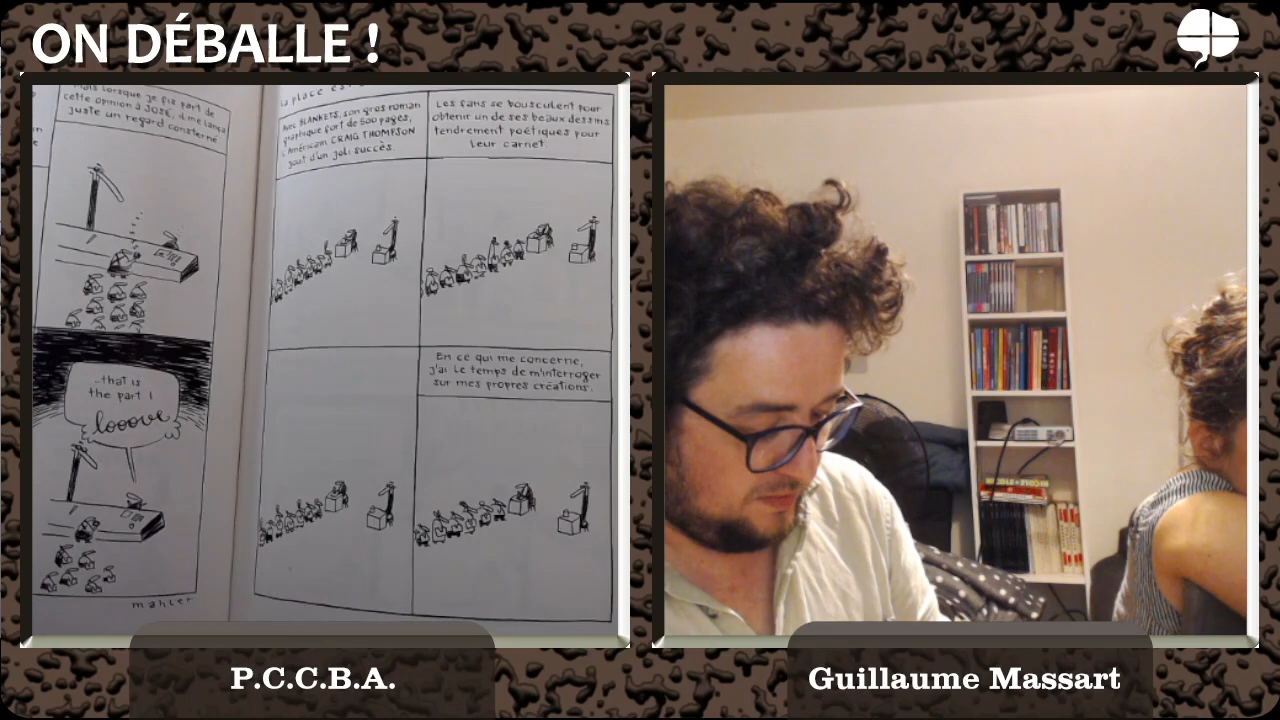 ON DÉBALLE !
Mais lorsque je fis part de
cette opinion à JOSÉ, il me lança
juste un regard consterné
...that is
the part I
looove
mahler
la place
Avec BLANKETS, son gros roman
graphique fort de 500 pages,
l'Américain CRAIG THOMPSON
jouit d'un joli succès.
Les fans se bousculent pour
obtenir un de ses beaux dessins
tendrement poétiques pour
leur carnet.
En ce qui me concerne,
j'ai le temps de m'interroger
sur mes propres créations.
P.C.C.B.A.
Guillaume Massart